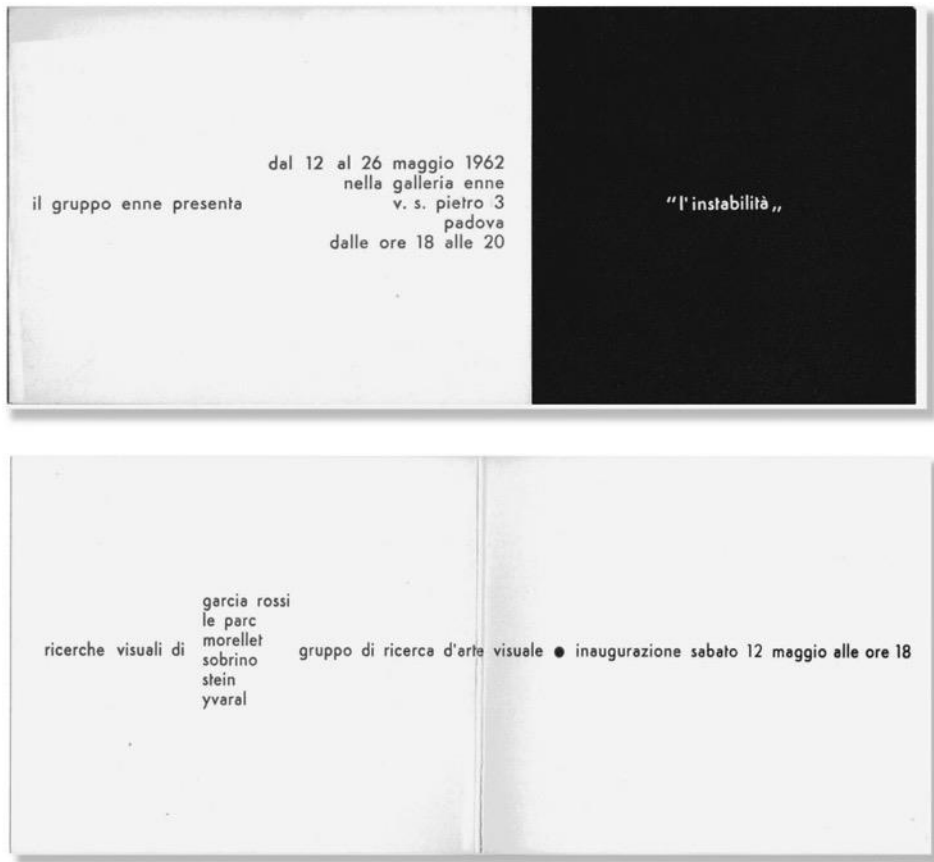 dal 12 al 26 maggio 1962
nella galleria enne
il gruppo enne presenta v. s. pietro 3
padova
dalle ore 18 alle 20
"l'instabilità„
garcia rossi
le parc
morellet
ricerche visuali di sobrino gruppo di ricerca d'arte visuale ● inaugurazione sabato 12 maggio alle ore 18
stein
yvaral